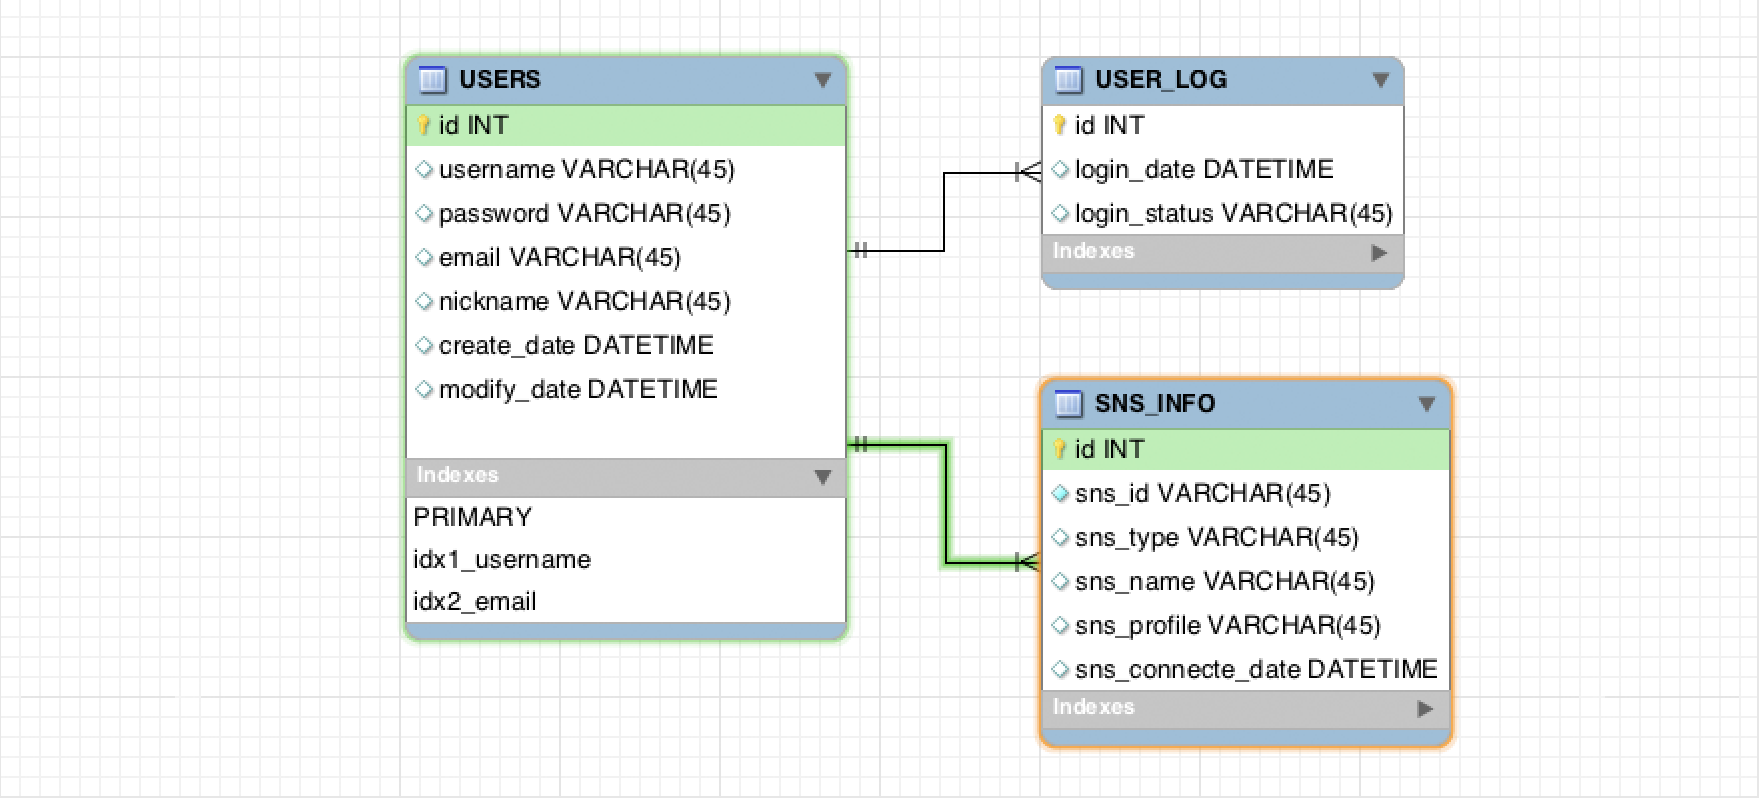 USERS
id INT
username VARCHAR(45)
password VARCHAR(45)
email VARCHAR(45)
nickname VARCHAR(45)
create_date DATETIME
modify_date DATETIME
Indexes
PRIMARY
idx1_username
idx2_email
USER_LOG
id INT
login_date DATETIME
login_status VARCHAR(45)
Indexes
SNS_INFO
id INT
sns_id VARCHAR(45)
sns_type VARCHAR(45)
sns_name VARCHAR(45)
sns_profile VARCHAR(45)
sns_connecte_date DATETIME
Indexes